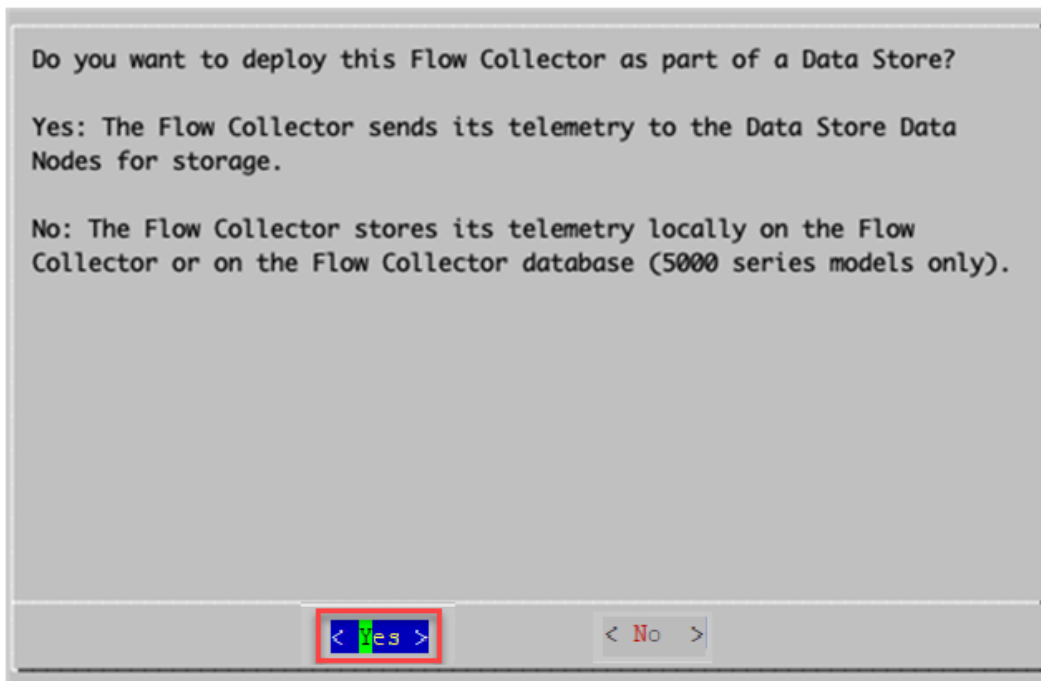 Do you want to deploy this Flow Collector as part of a Data Store?
Yes: The Flow Collector sends its telemetry to the Data Store Data
Nodes for storage.
No: The Flow Collector stores its telemetry locally on the Flow
Collector or on the Flow Collector database (5000 series models only).
< Yes > < No >